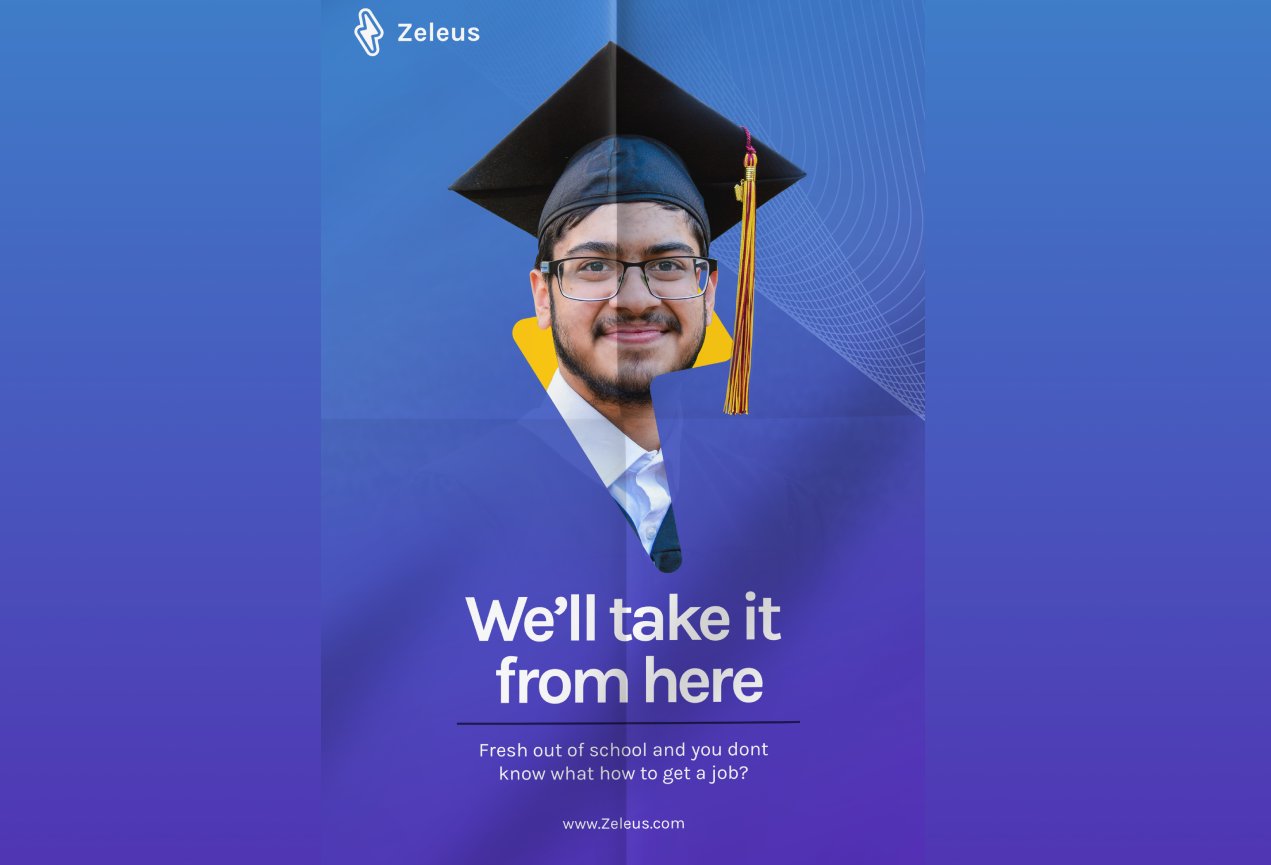 Zeleus
We’ll take it
from here
Fresh out of school and you dont
know what how to get a job?
www.Zeleus.com